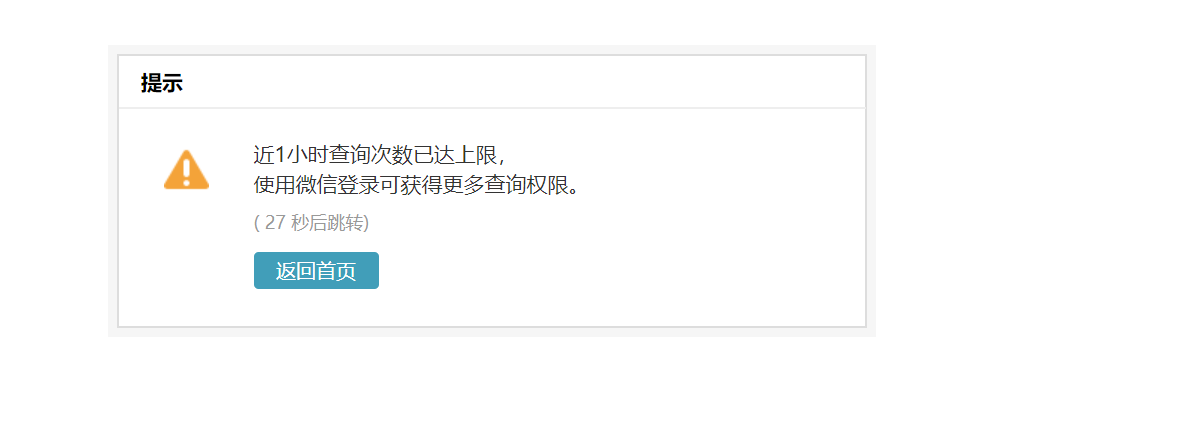 提示
近1小时查询次数已达上限，
使用微信登录可获得更多查询权限。
( 27 秒后跳转)
返回首页